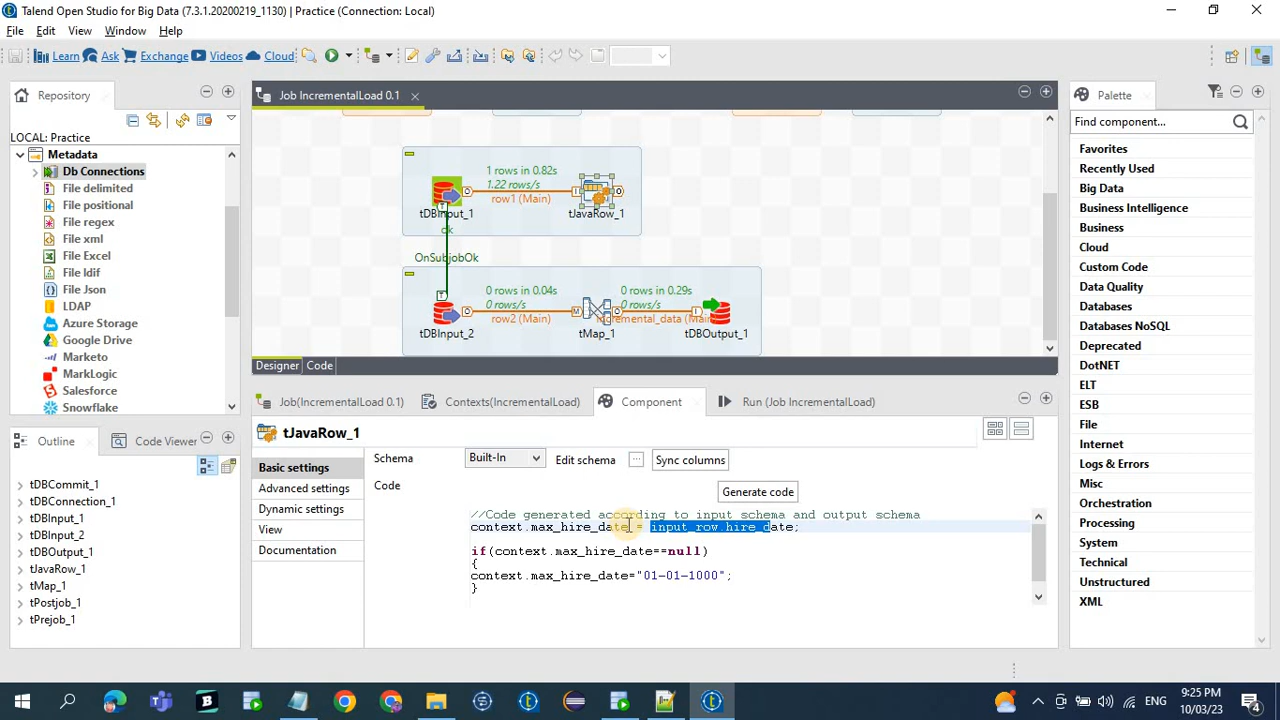 Talend Open Studio for Big Data (7.3.1.20200219_1130) | Practice (Connection: Local)
File Edit View Window Help
Learn Ask Exchange Videos Cloud
Repository
LOCAL: Practice
Metadata
Db Connections
File delimited
File positional
File regex
File xml
File Excel
File ldif
File Json
LDAP
Azure Storage
Google Drive
Marketo
MarkLogic
Salesforce
Snowflake
Outline
Code Viewer
tDBCommit_1
tDBConnection_1
tDBInput_1
tDBInput_2
tDBOutput_1
tJavaRow_1
tMap_1
tPostjob_1
tPrejob_1
Job IncrementalLoad 0.1
1 rows in 0.82s
1.22 rows/s
row1 (Main)
tDBInput_1
tJavaRow_1
ok
OnSubjobOk
0 rows in 0.04s
0 rows/s
row2 (Main)
0 rows in 0.29s
0 rows/s
incremental_data (Main
tDBInput_2
tMap_1
tDBOutput_1
Designer
Code
Job(IncrementalLoad 0.1)
Contexts(IncrementalLoad)
Component
Run (Job IncrementalLoad)
tJavaRow_1
Basic settings
Advanced settings
Dynamic settings
View
Documentation
Schema
Built-In
Edit schema
...
Sync columns
Code
Generate code
//Code generated according to input schema and output schema
context.max_hire_date = input_row.hire_date;
if(context.max_hire_date==null)
{
context.max_hire_date="01-01-1000";
}
Palette
Find component...
Favorites
Recently Used
Big Data
Business Intelligence
Business
Cloud
Custom Code
Data Quality
Databases
Databases NoSQL
Deprecated
DotNET
ELT
ESB
File
Internet
Logs & Errors
Misc
Orchestration
Processing
Technical
Unstructured
XML
ENG
9:25 PM
10/03/23
4